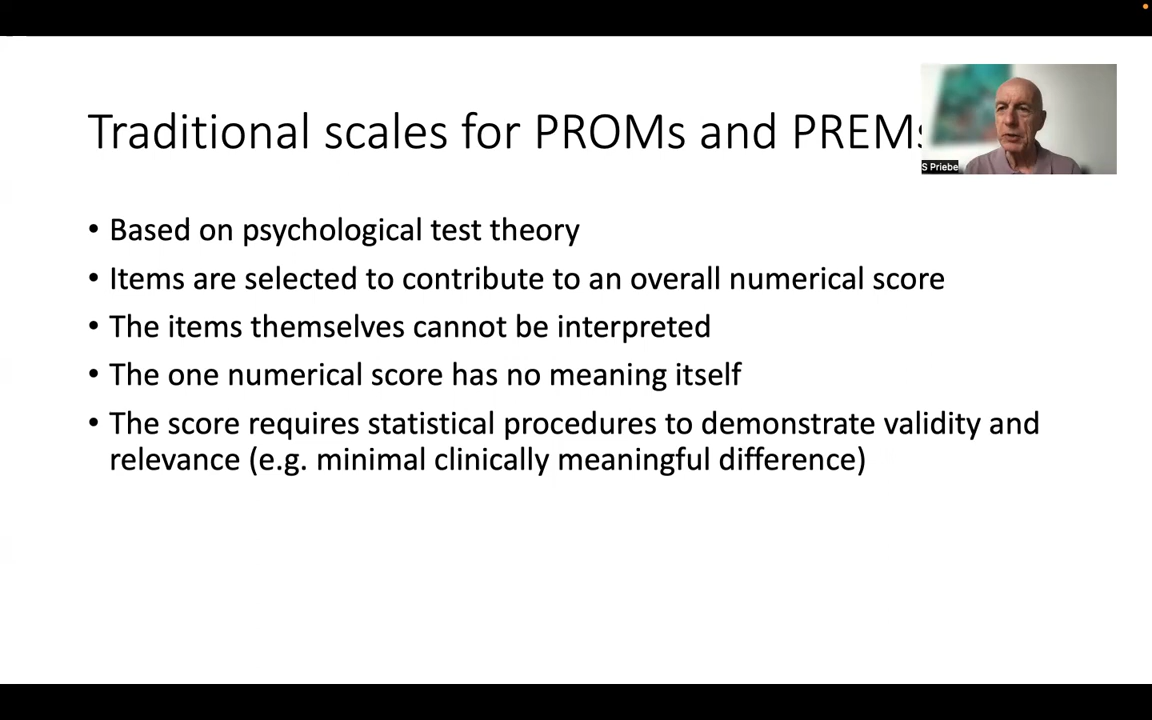 Traditional scales for PROMs and PREMs
S Priebe
• Based on psychological test theory
• Items are selected to contribute to an overall numerical score
• The items themselves cannot be interpreted
• The one numerical score has no meaning itself
• The score requires statistical procedures to demonstrate validity and
relevance (e.g. minimal clinically meaningful difference)